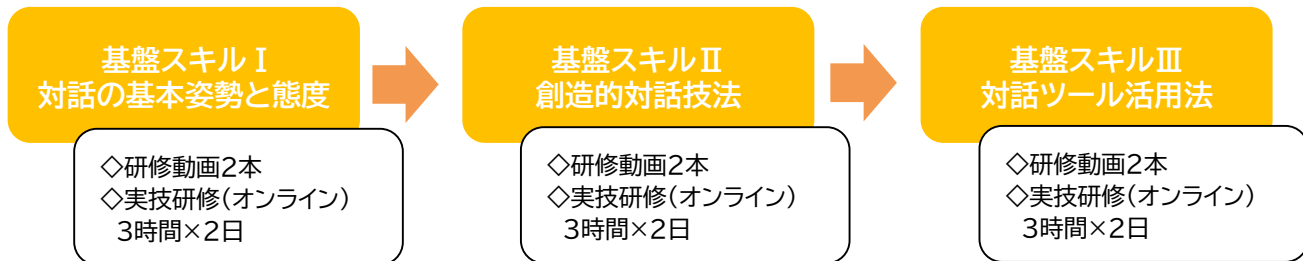 基盤スキルⅠ
対話の基本姿勢と態度
◇研修動画2本
◇実技研修(オンライン)
3時間×2日
基盤スキルⅡ
創造的対話技法
◇研修動画2本
◇実技研修(オンライン)
3時間×2日
基盤スキルⅢ
対話ツール活用法
◇研修動画2本
◇実技研修(オンライン)
3時間×2日